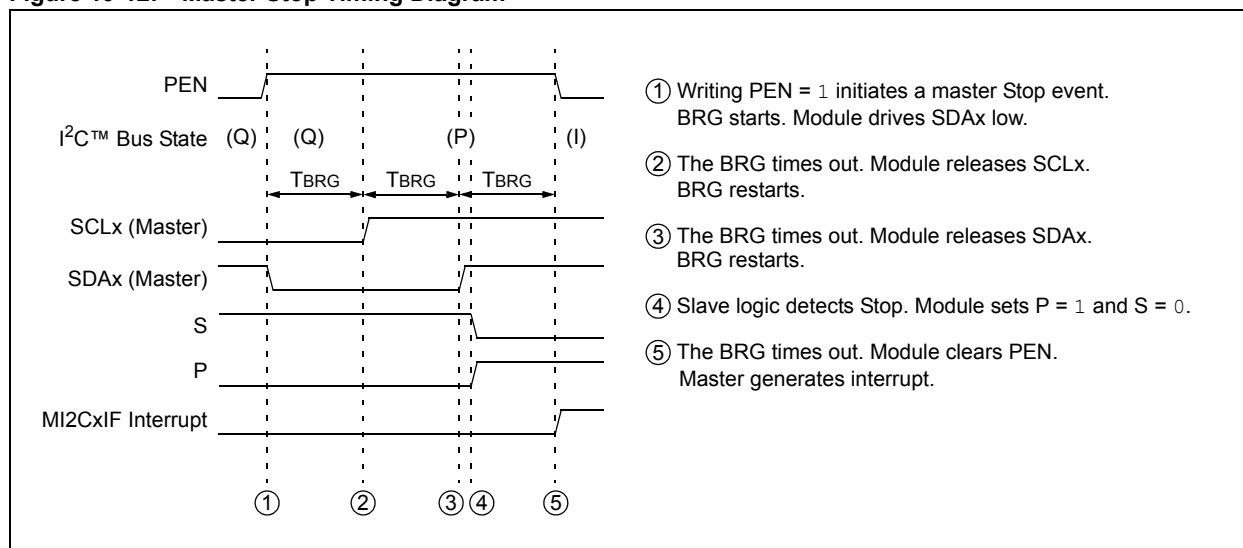 PEN
I2C™ Bus State (Q) (Q) (P) (I)
TBRG TBRG TBRG
SCLx (Master)
SDAx (Master)
S
P
MI2CxIF Interrupt
1 2 3 4 5
1 Writing PEN = 1 initiates a master Stop event.
BRG starts. Module drives SDAx low.
2 The BRG times out. Module releases SCLx.
BRG restarts.
3 The BRG times out. Module releases SDAx.
BRG restarts.
4 Slave logic detects Stop. Module sets P = 1 and S = 0.
5 The BRG times out. Module clears PEN.
Master generates interrupt.